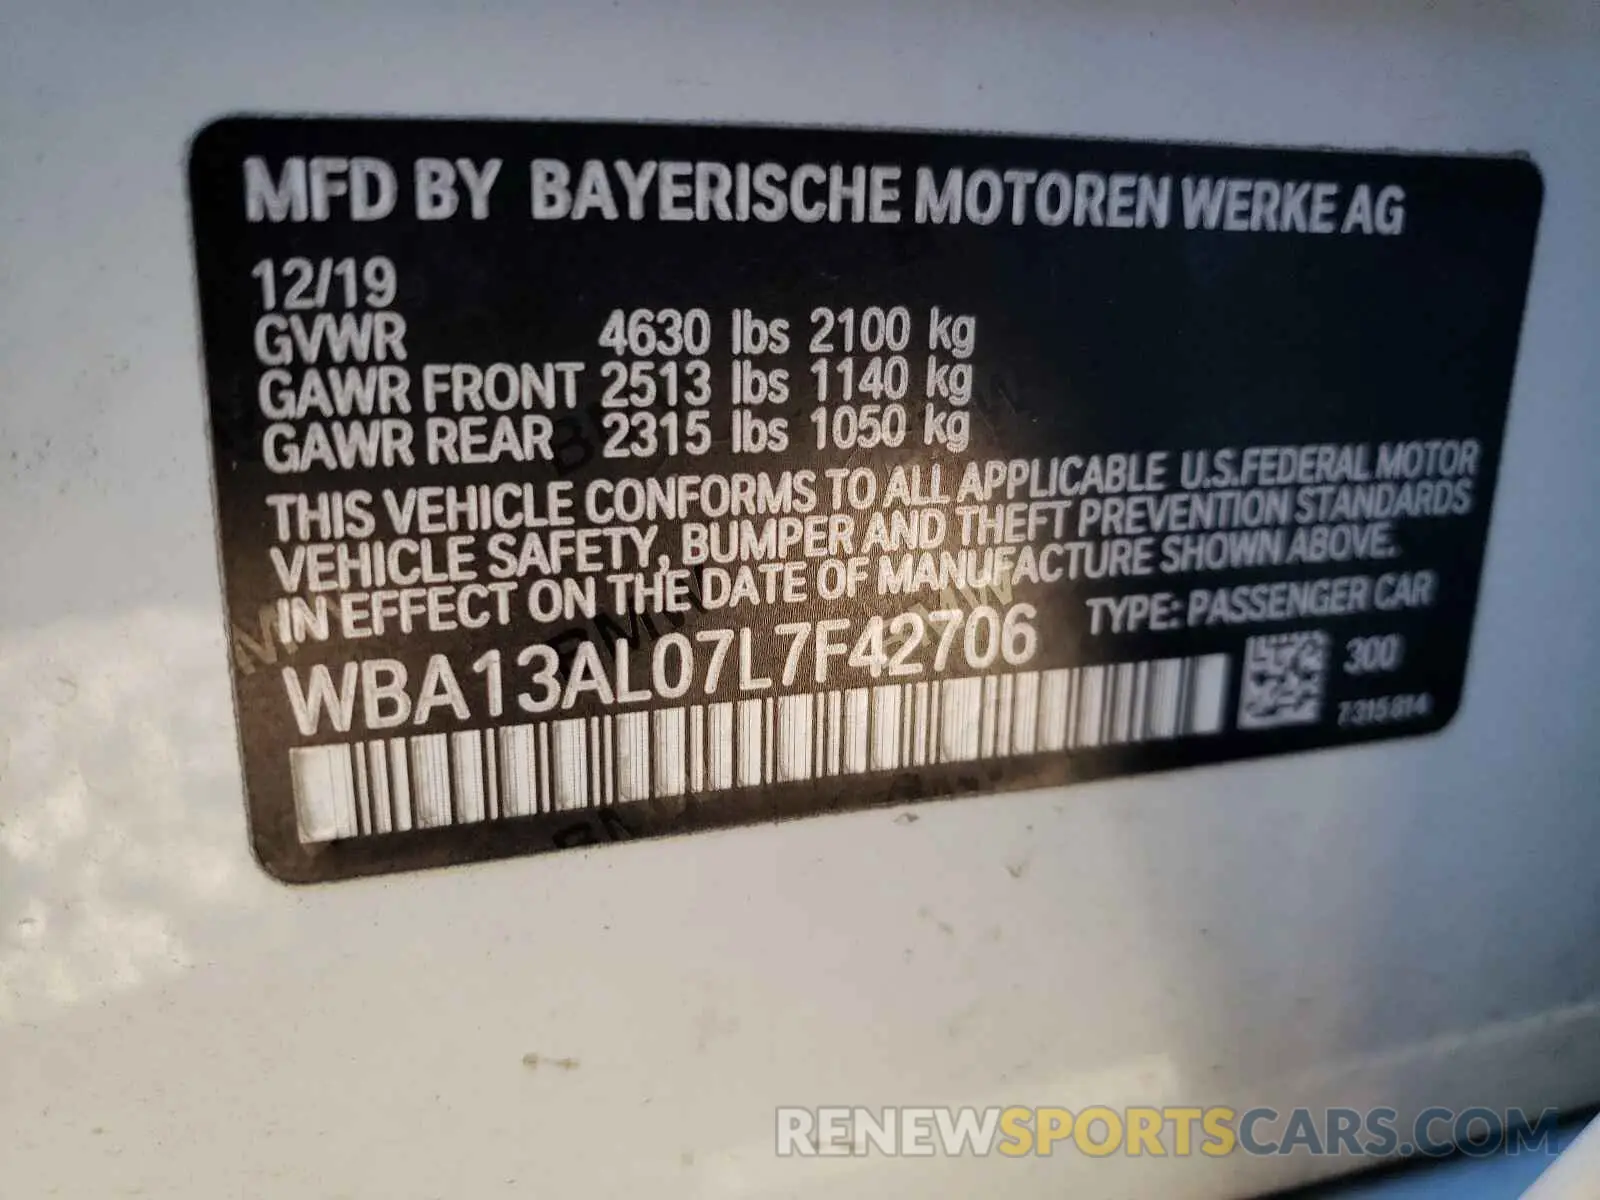 MFD BY BAYERISCHE MOTOREN WERKE AG
12/19
GVWR 4630 lbs 2100 kg
GAWR FRONT 2513 lbs 1140 kg
GAWR REAR 2315 lbs 1050 kg
THIS VEHICLE CONFORMS TO ALL APPLICABLE U.S.FEDERAL MOTOR
VEHICLE SAFETY, BUMPER AND THEFT PREVENTION STANDARDS
IN EFFECT ON THE DATE OF MANUFACTURE SHOWN ABOVE.
WBA13AL07L7F42706 TYPE: PASSENGER CAR
300
7315814
RENEWSPORTSCARS.COM